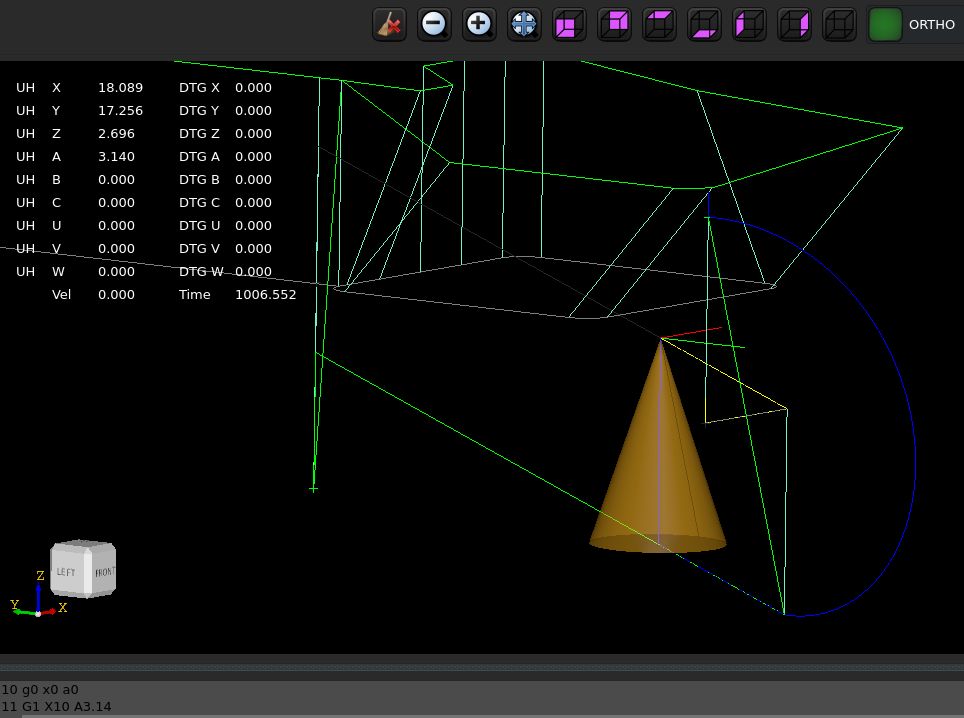 ORTHO
UH X 18.089 DTG X 0.000
UH Y 17.256 DTG Y 0.000
UH Z 2.696 DTG Z 0.000
UH A 3.140 DTG A 0.000
UH B 0.000 DTG B 0.000
UH C 0.000 DTG C 0.000
UH U 0.000 DTG U 0.000
UH V 0.000 DTG V 0.000
UH W 0.000 DTG W 0.000
Vel 0.000 Time 1006.552
LEFT FRONT
Z
Y X
10 g0 x0 a0
11 G1 X10 A3.14